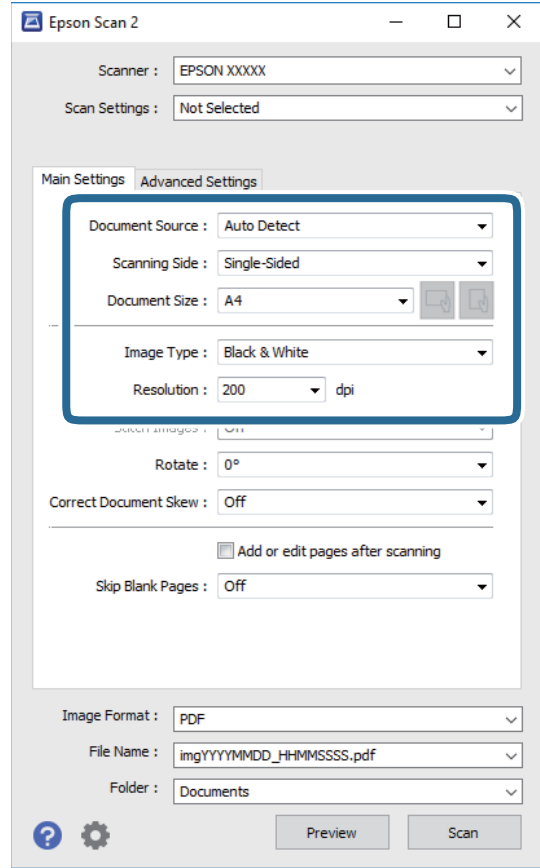 Epson Scan 2
Scanner : EPSON XXXXX
Scan Settings : Not Selected
Main Settings Advanced Settings
Document Source : Auto Detect
Scanning Side : Single-Sided
Document Size : A4
Image Type : Black & White
Resolution : 200 dpi
Stitch Images : Off
Rotate : 0°
Correct Document Skew : Off
Add or edit pages after scanning
Skip Blank Pages : Off
Image Format : PDF
File Name : imgYYYYMMDD_HHMMSSSS.pdf
Folder : Documents
? Preview Scan